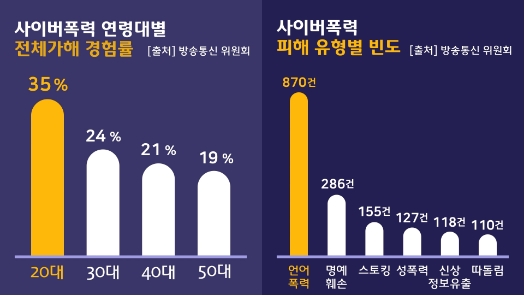 사이버폭력 연령대별
전체가해 경험률 [출처] 방송통신 위원회
35 %
24 %
21 %
19 %
20대 30대 40대 50대
사이버폭력
피해 유형별 빈도 [출처] 방송통신 위원회
870건
286건
155건
127건
118건
110건
언어
폭력
명예
훼손
스토킹
성폭력
신상
정보유출
따돌림